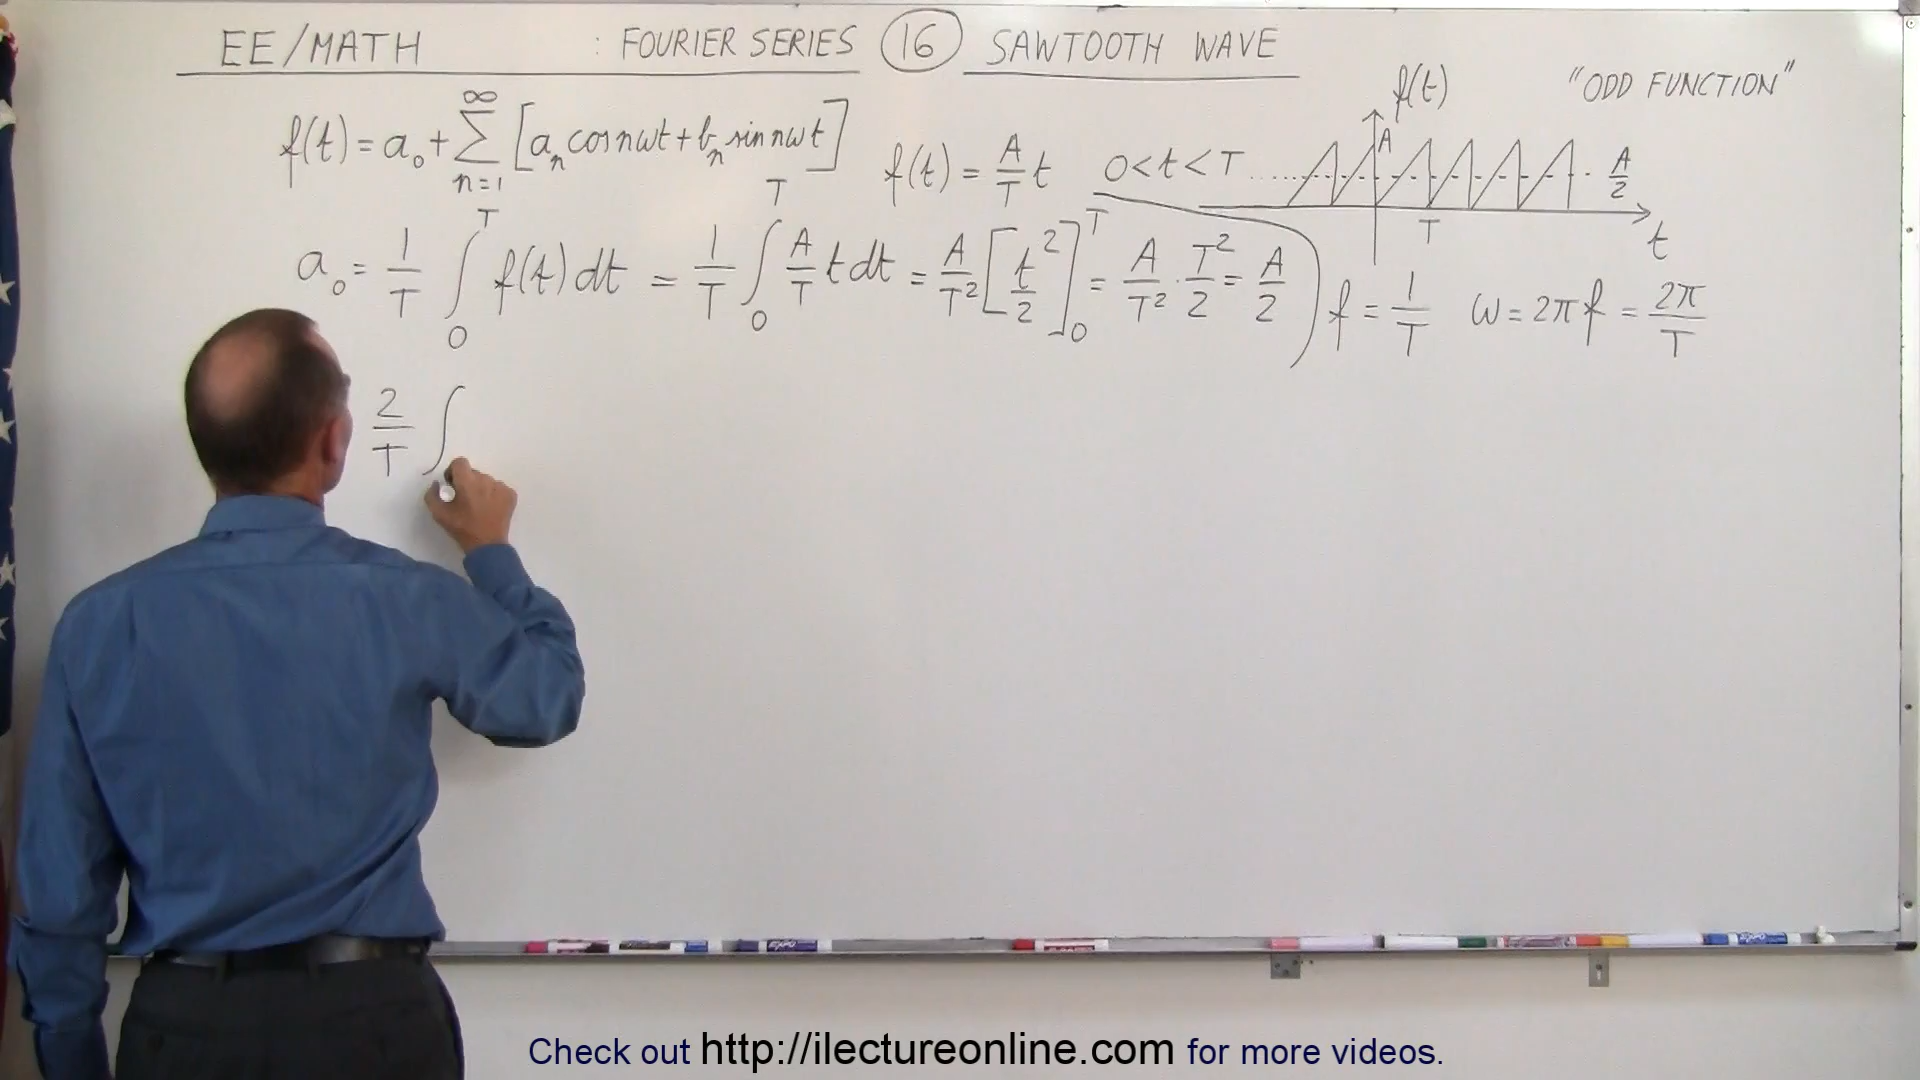 EE/MATH : FOURIER SERIES 16 SAWTOOTH WAVE
f(t) = a₀ + ∞ Σ n=1 [aₙ cos nωt + bₙ sin nωt]
f(t) = A/T t 0 < t < T
f(t) "ODD FUNCTION"
A A/2
T t
a₀ = 1/T ∫₀ᵀ f(t) dt = 1/T ∫₀ᵀ A/T t dt = A/T² [t²/2]₀ᵀ = A/T² · T²/2 = A/2
f = 1/T ω = 2πf = 2π/T
2/T ∫
EXPO
EXPO
Check out http://ilectureonline.com for more videos.